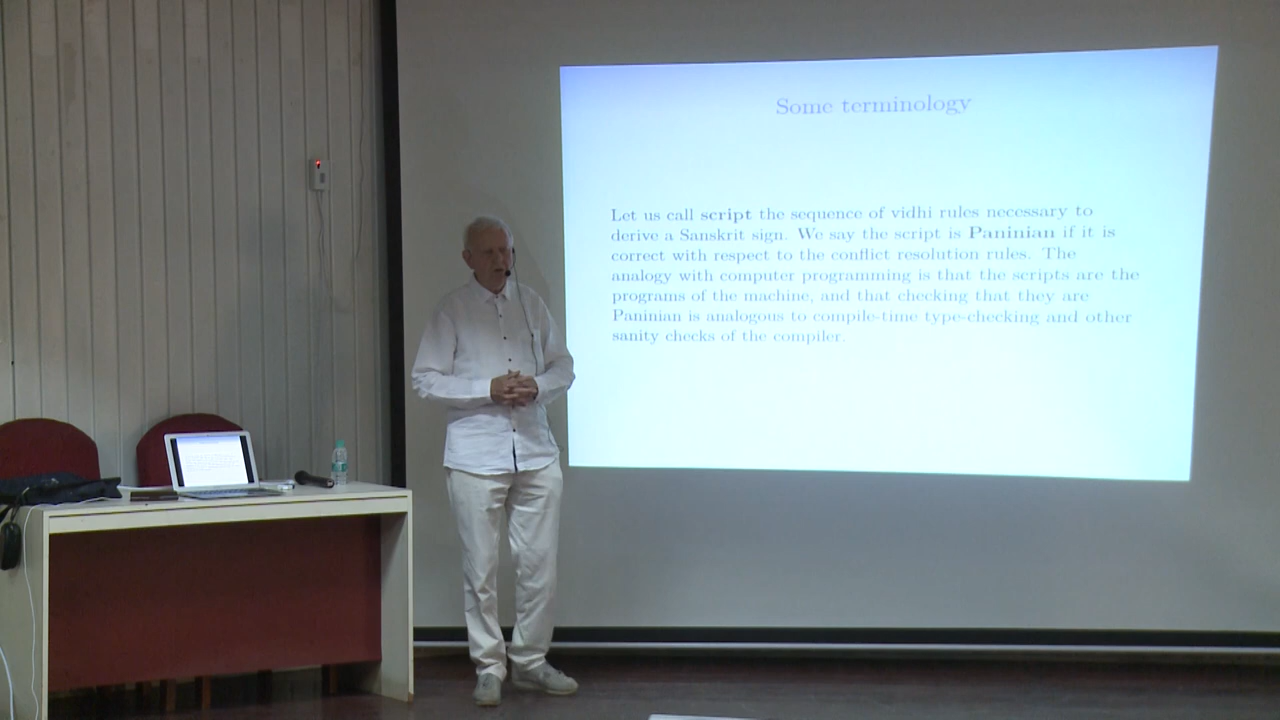 Some terminology
Let us call script the sequence of vidhi rules necessary to
derive a Sanskrit sign. We say the script is Paninian if it is
correct with respect to the conflict resolution rules. The
analogy with computer programming is that the scripts are the
programs of the machine, and that checking that they are
Paninian is analogous to compile-time type-checking and other
sanity checks of the compiler.